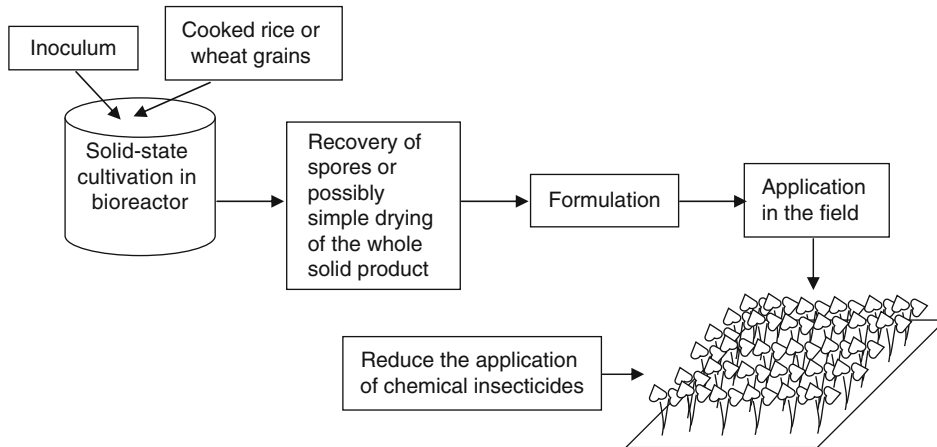 Inoculum
Cooked rice or
wheat grains
Solid-state
cultivation in
bioreactor
Recovery of
spores or
possibly
simple drying
of the whole
solid product
Formulation
Application
in the field
Reduce the application
of chemical insecticides